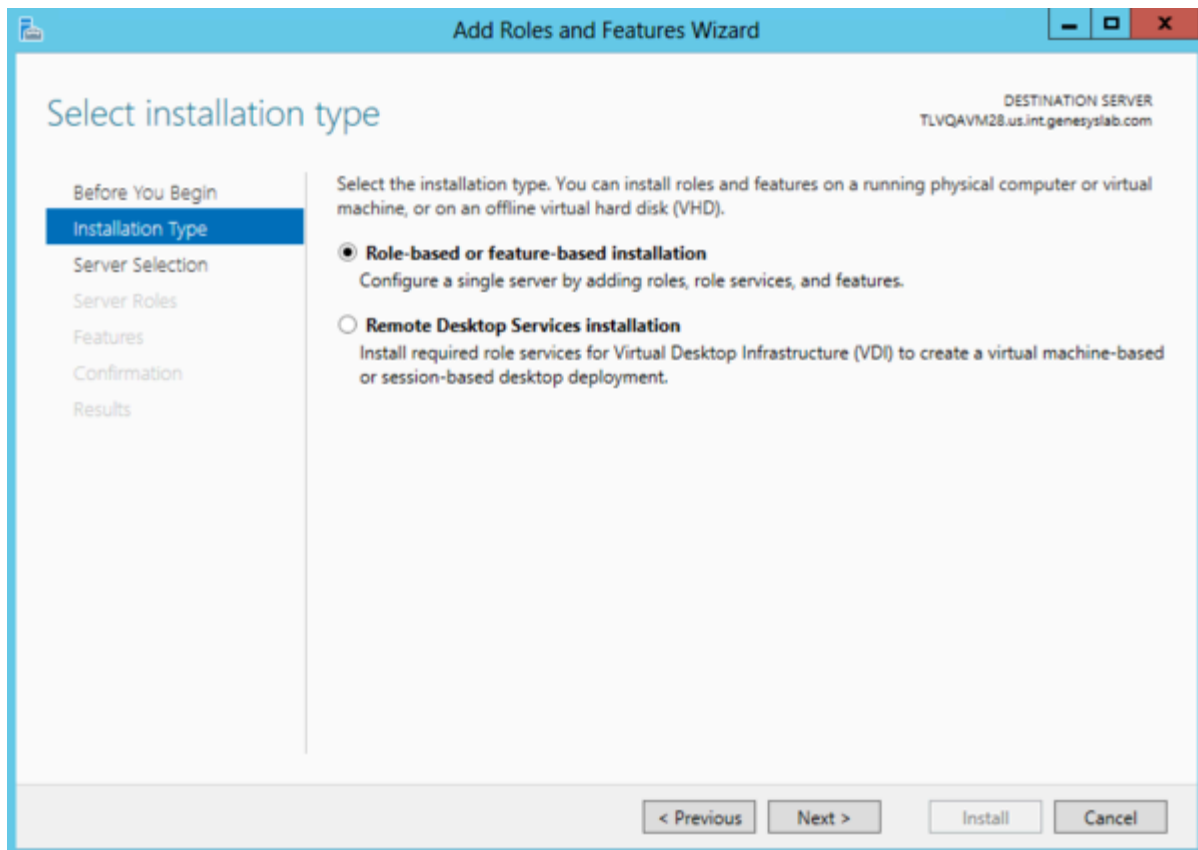 Add Roles and Features Wizard
Select installation type
DESTINATION SERVER
TLVQAVM28.us.int.genesyslab.com
Before You Begin
Installation Type
Server Selection
Server Roles
Features
Confirmation
Results
Select the installation type. You can install roles and features on a running physical computer or virtual
machine, or on an offline virtual hard disk (VHD).
Role-based or feature-based installation
Configure a single server by adding roles, role services, and features.
Remote Desktop Services installation
Install required role services for Virtual Desktop Infrastructure (VDI) to create a virtual machine-based
or session-based desktop deployment.
< Previous
Next >
Install
Cancel